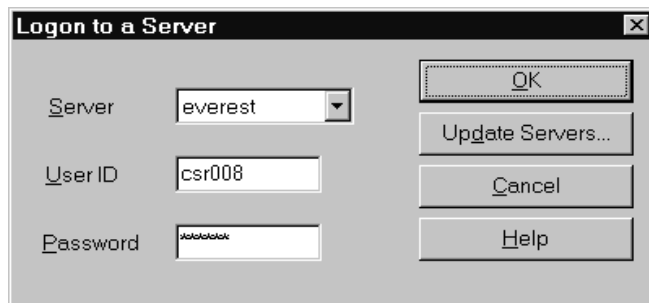 Logon to a Server
Server everest
OK
Update Servers...
User ID csr008
Cancel
Password *******
Help